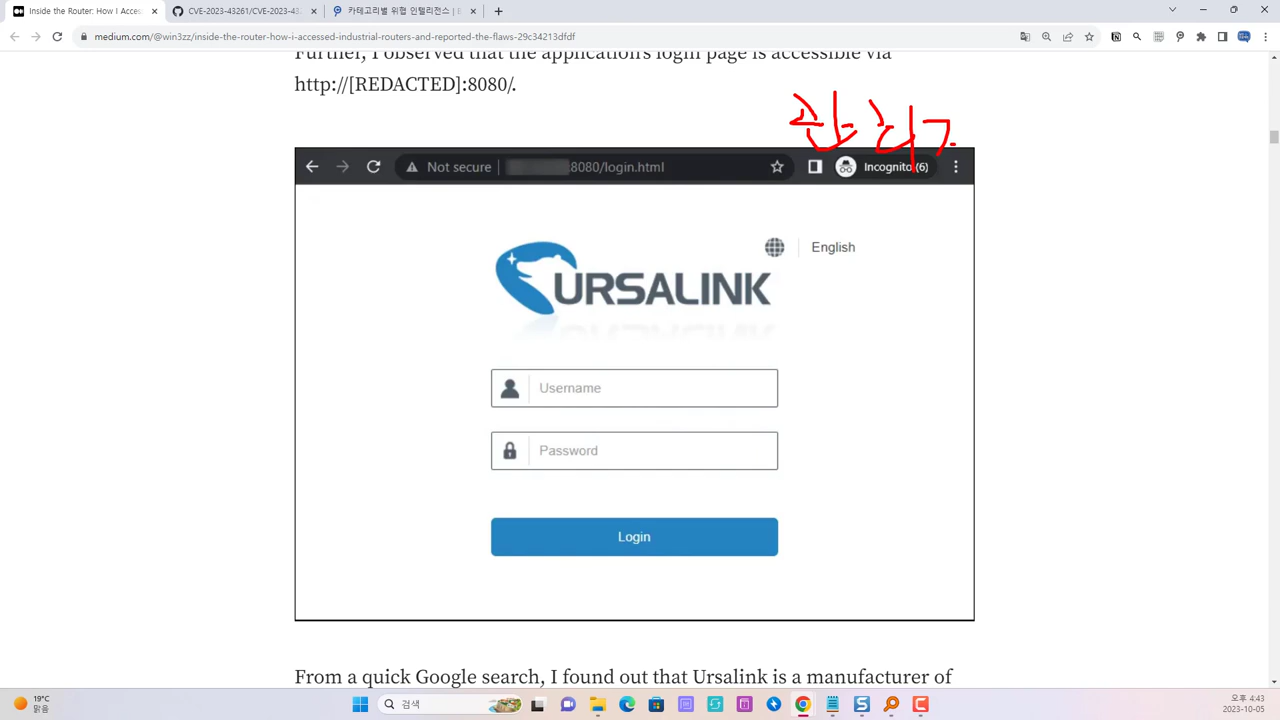 Inside the Router: How I Acces
CVE-2023-43261/CVE-2023-43
카테고리별 위협 인텔리전스 |
medium.com/@win3zz/inside-the-router-how-i-accessed-industrial-routers-and-reported-the-flaws-29c34213dfdf
Further, I observed that the application's login page is accessible via
http://[REDACTED]:8080/.
관리
Not secure
8080/login.html
Incognito (6)
English
URSALINK
Username
Password
Login
From a quick Google search, I found out that Ursalink is a manufacturer of
19°C
맑음
검색
오후 4:43
2023-10-05